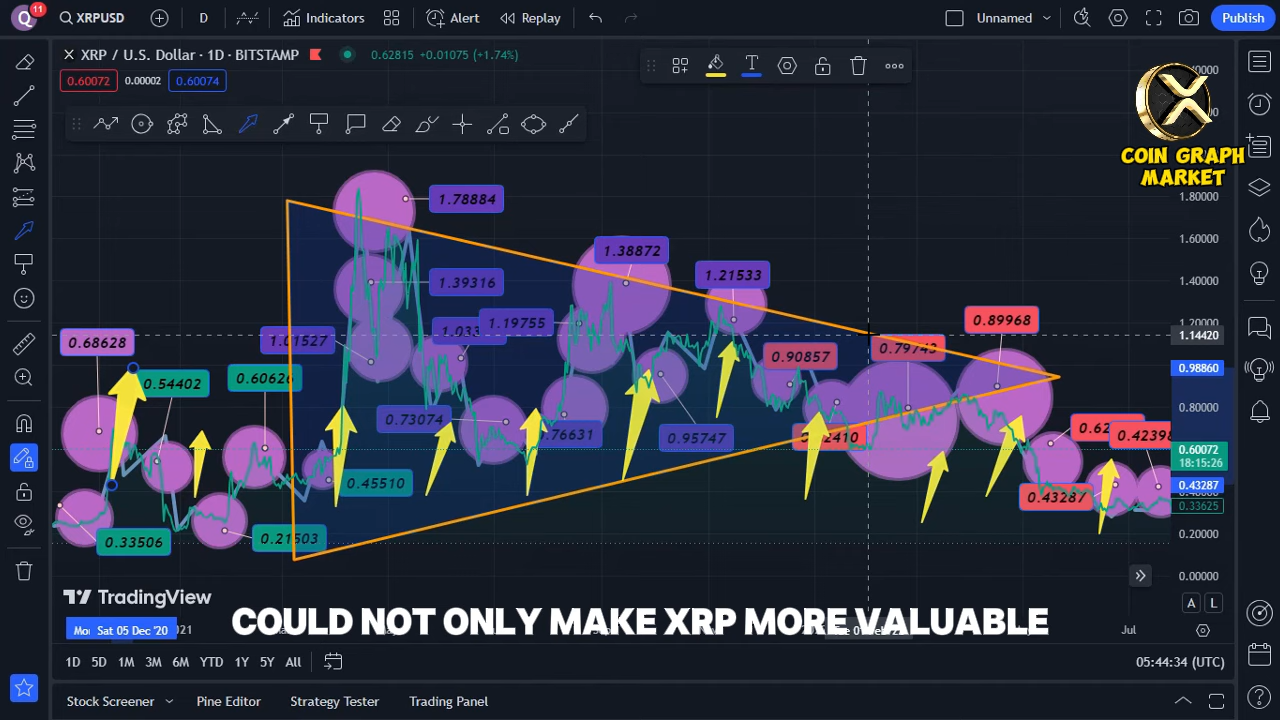 Q 11 XRPUSD D Indicators Alert Replay Unnamed Publish
XRP / U.S. Dollar · 1D · BITSTAMP 0.62815 +0.01075 (+1.74%)
0.60072 0.00002 0.60074
T
X
COIN GRAPH
MARKET
1.78884
1.80000
1.60000
1.38872
1.39316
1.21533
1.40000
0.89968
1.19755
1.20000
0.68628
0.79743
1.14420
0.90857
0.98860
0.54402
0.60626
0.73074
0.80000
0.42398
0.76631
0.95747
0.60072
18:15:26
0.45510
0.43287
0.43287
0.33625
0.33506
0.21503
0.20000
0.00000
TradingView
A L
COULD NOT ONLY MAKE XRP MORE VALUABLE
Sat 05 Dec '20
Jul
1D 5D 1M 3M 6M YTD 1Y 5Y All
05:44:34 (UTC)
Stock Screener Pine Editor Strategy Tester Trading Panel